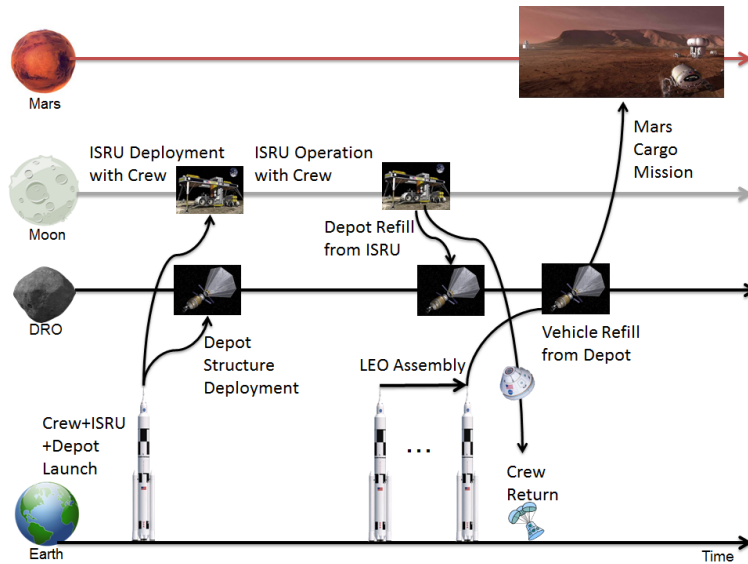 Mars
Mars
Cargo
Mission
ISRU Deployment
with Crew
ISRU Operation
with Crew
Moon
Depot Refill
from ISRU
DRO
Depot
Structure
Deployment
Vehicle Refill
from Depot
LEO Assembly
Crew+ISRU
+Depot
Launch
...
Crew
Return
Earth
Time